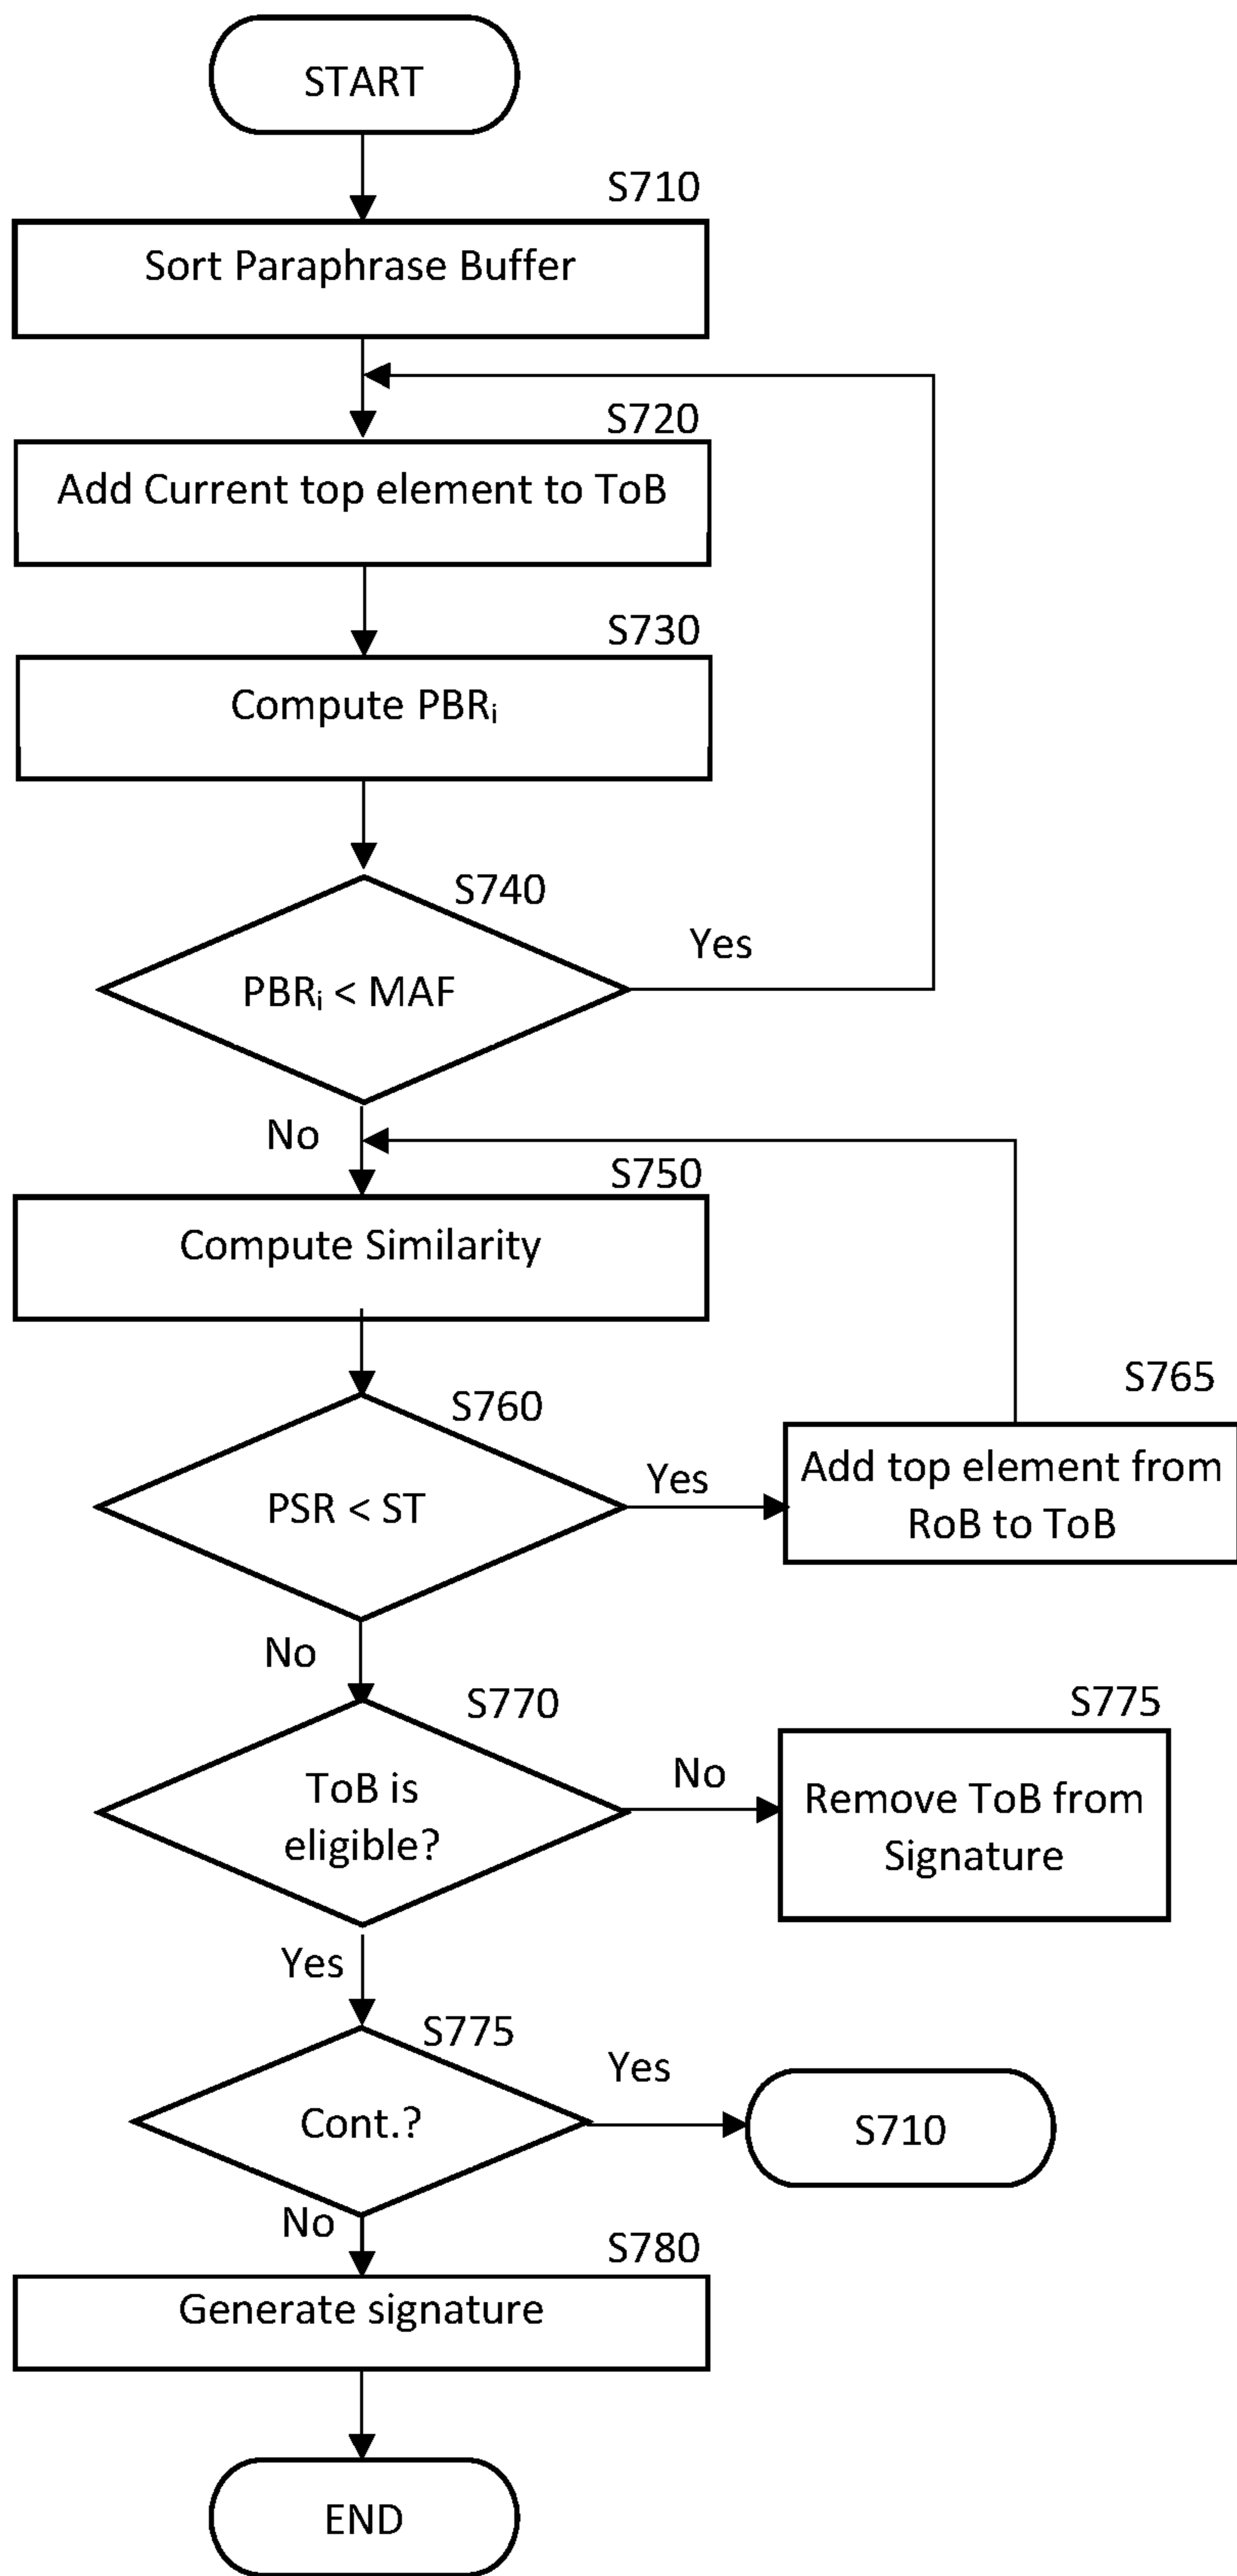 START
S710
Sort Paraphrase Buffer
S720
Add Current top element to ToB
S730
Compute PBRᵢ
S740
PBRᵢ < MAF
Yes
No
S750
Compute Similarity
S760
PSR < ST
Yes
S765
Add top element from
RoB to ToB
No
S770
ToB is
eligible?
No
S775
Remove ToB from
Signature
Yes
S775
Cont.?
Yes
S710
No
S780
Generate signature
END